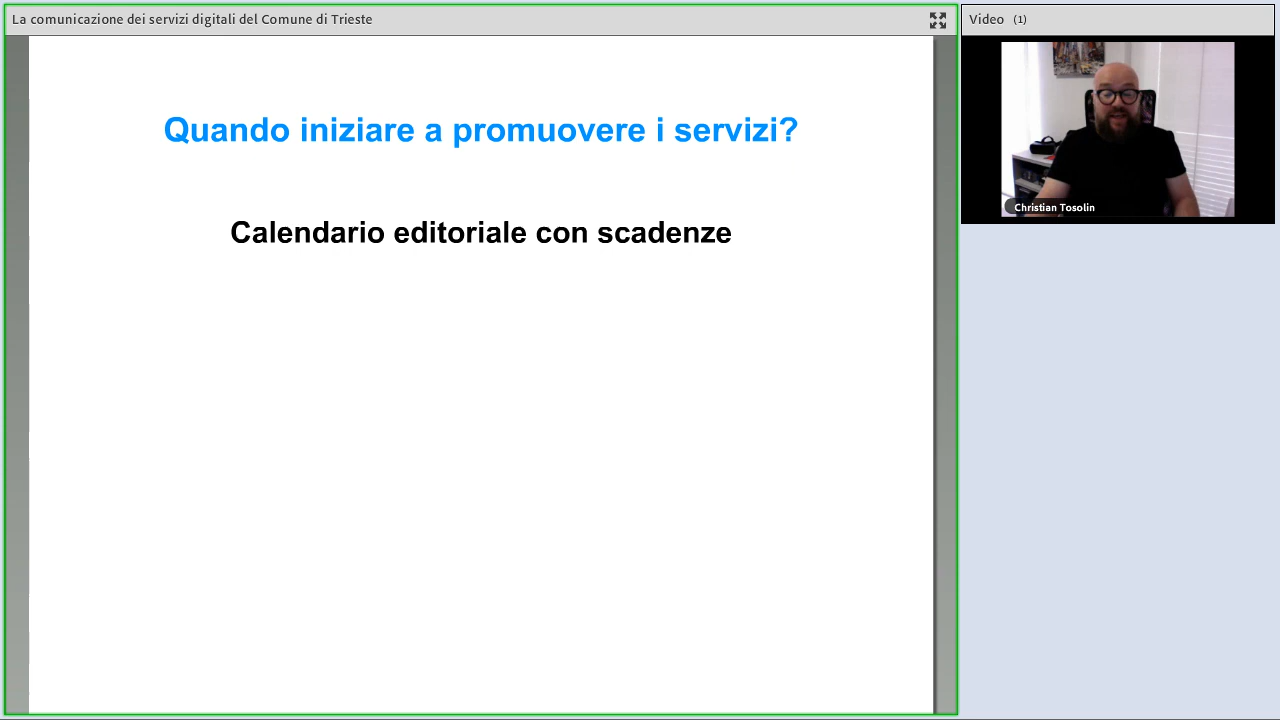 La comunicazione dei servizi digitali del Comune di Trieste
Video (1)
Quando iniziare a promuovere i servizi?
Calendario editoriale con scadenze
Christian Tosolin